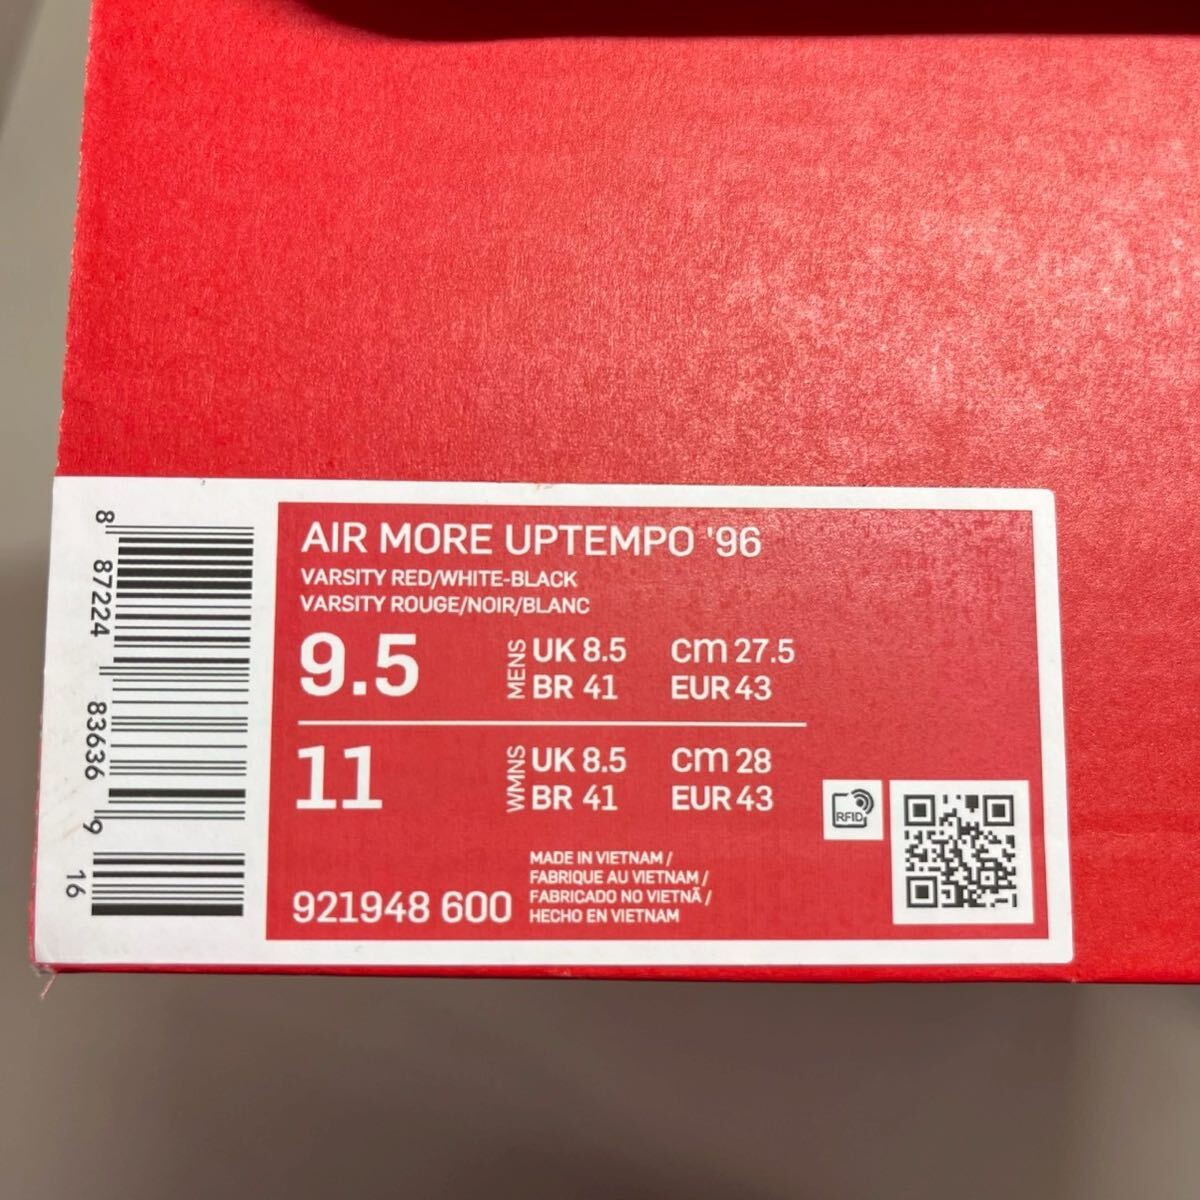 AIR MORE UPTEMPO '96
VARSITY RED/WHITE-BLACK
VARSITY ROUGE/NOIR/BLANC
9.5 MENS UK 8.5 cm 27.5
BR 41 EUR 43
11 WMNS UK 8.5 cm 28
BR 41 EUR 43
RFID
MADE IN VIETNAM /
FABRIQUE AU VIETNAM /
FABRICADO NO VIETNÃ /
HECHO EN VIETNAM
921948 600
8 87224 83636 9 16